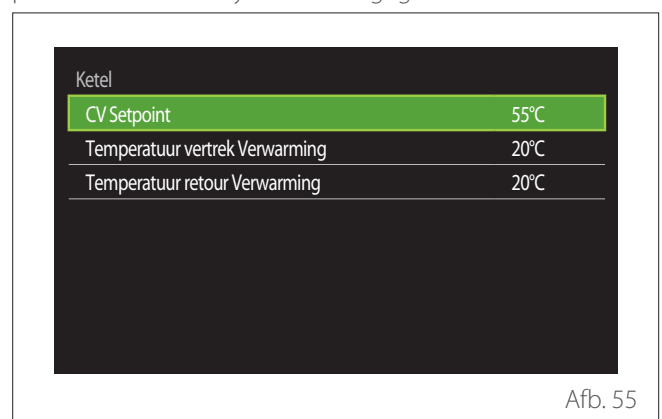 Ketel
CV Setpoint 55°C
Temperatuur vertrek Verwarming 20°C
Temperatuur retour Verwarming 20°C
Afb. 55